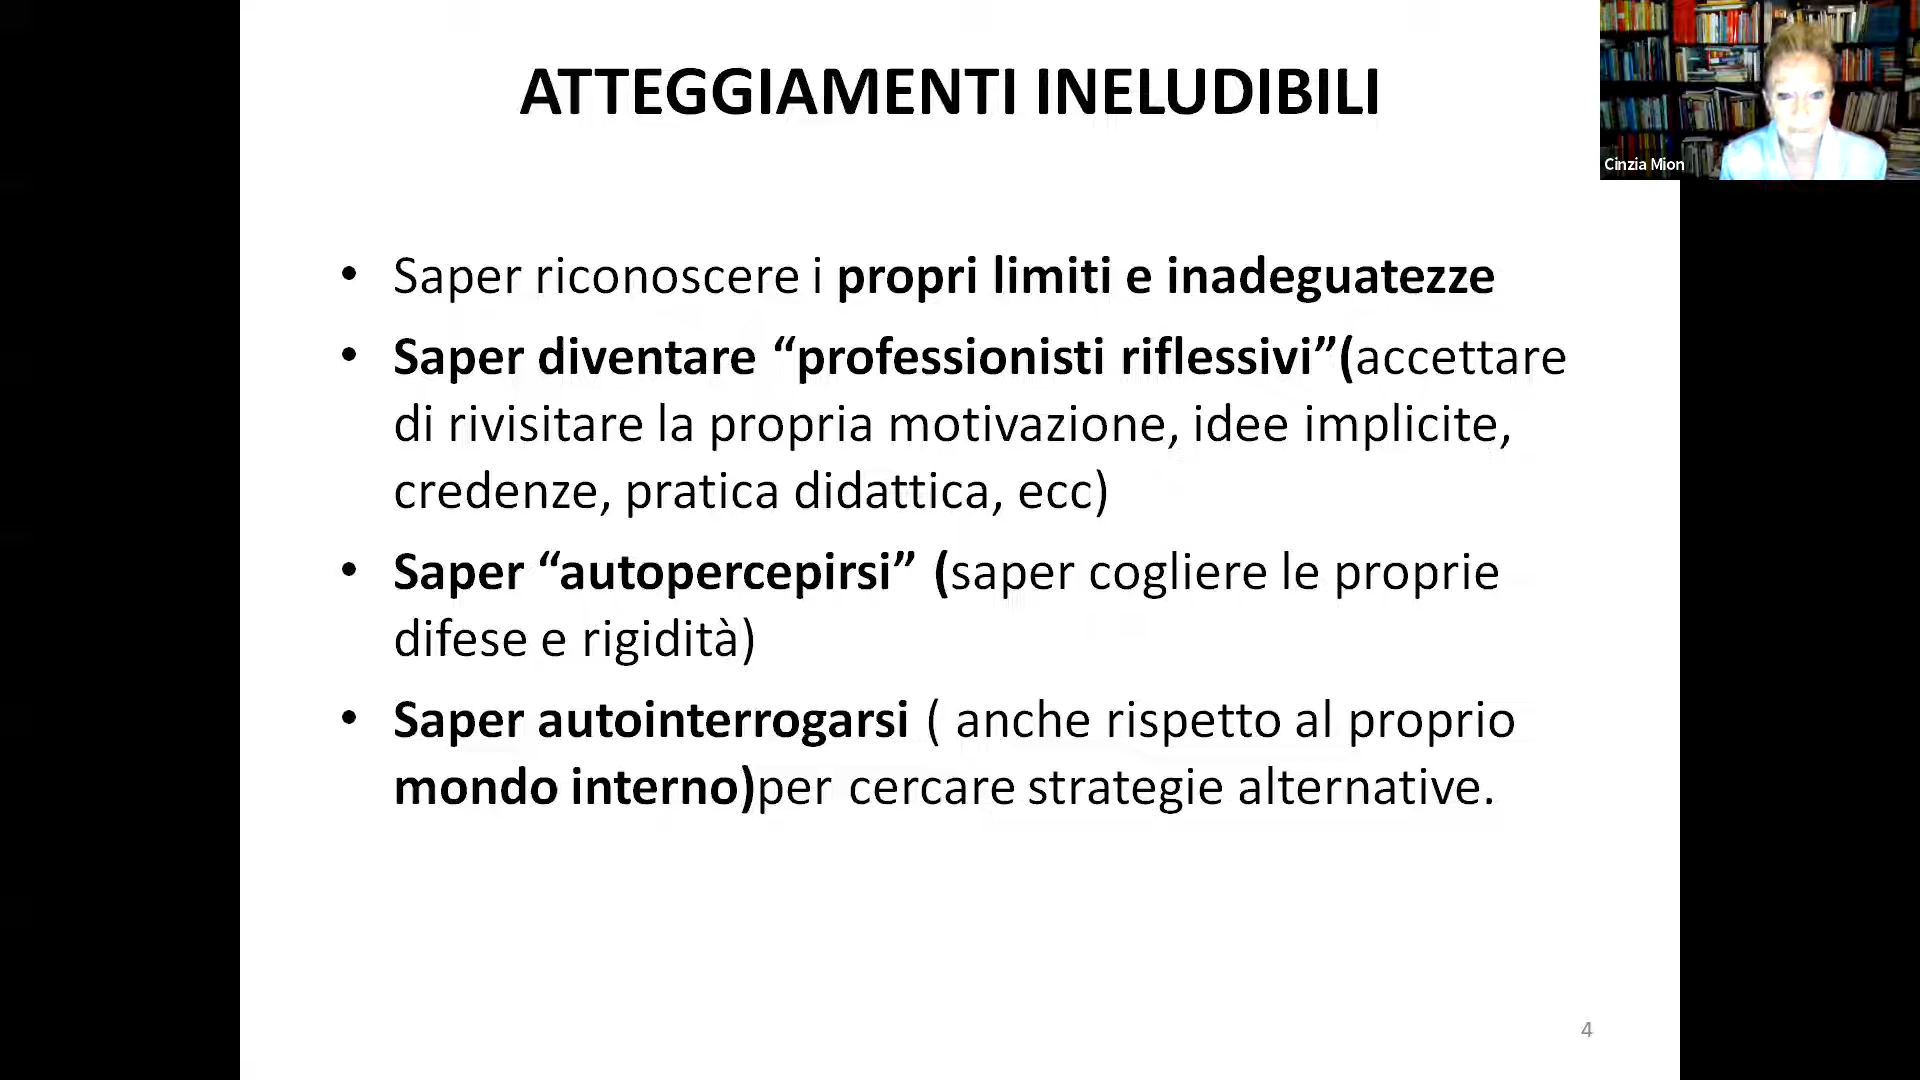 ATTEGGIAMENTI INELUDIBILI
Cinzia Mion
• Saper riconoscere i propri limiti e inadeguatezze
• Saper diventare “professionisti riflessivi”(accettare
di rivisitare la propria motivazione, idee implicite,
credenze, pratica didattica, ecc)
• Saper “autopercepirsi” (saper cogliere le proprie
difese e rigidità)
• Saper autointerrogarsi ( anche rispetto al proprio
mondo interno)per cercare strategie alternative.
4